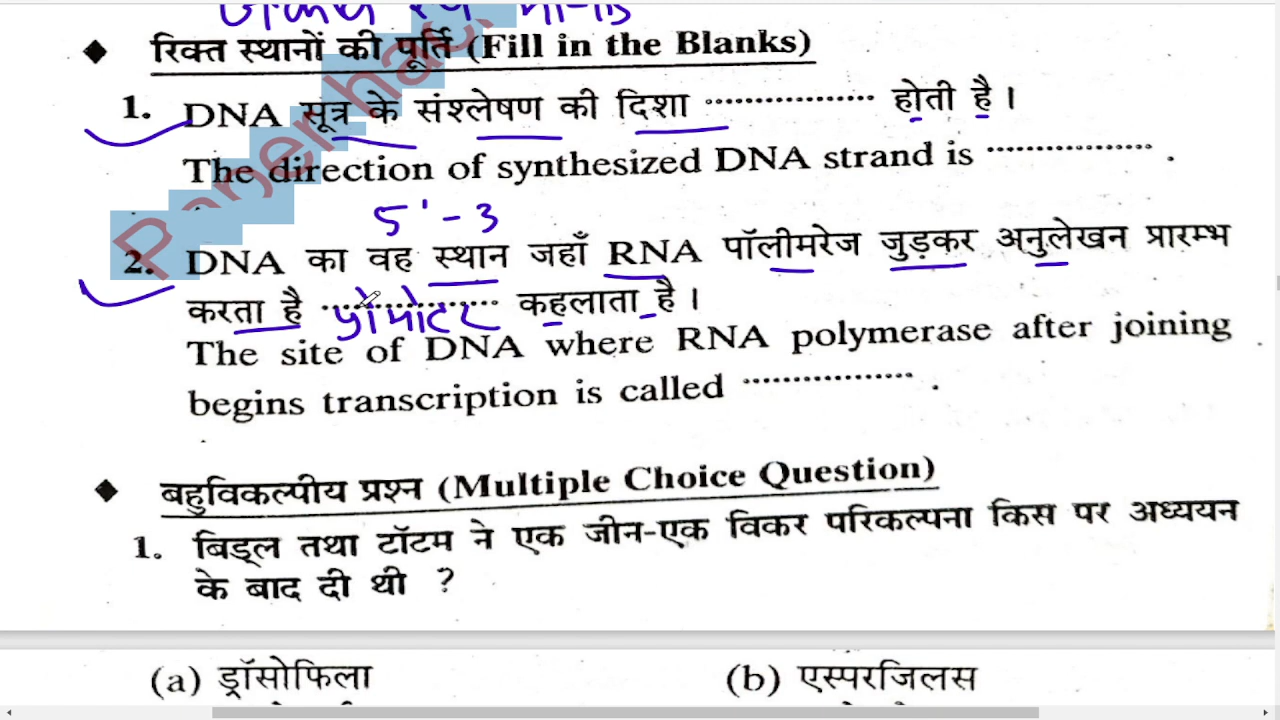 ◆ रिक्त स्थानों की पूर्ति (Fill in the Blanks)
1. DNA सूत्र के संश्लेषण की दिशा ................. होती है।
The direction of synthesized DNA strand is ................. .
5' - 3
2. DNA का वह स्थान जहाँ RNA पॉलीमरेज जुड़कर अनुलेखन प्रारम्भ
करता है ................. कहलाता है।
प्रोमोटर
The site of DNA where RNA polymerase after joining
begins transcription is called ................. .
◆ बहुविकल्पीय प्रश्न (Multiple Choice Question)
1. बिड्ल तथा टॉटम ने एक जीन-एक विकर परिकल्पना किस पर अध्ययन
के बाद दी थी ?
(a) ड्रॉसोफिला (b) एस्परजिलस